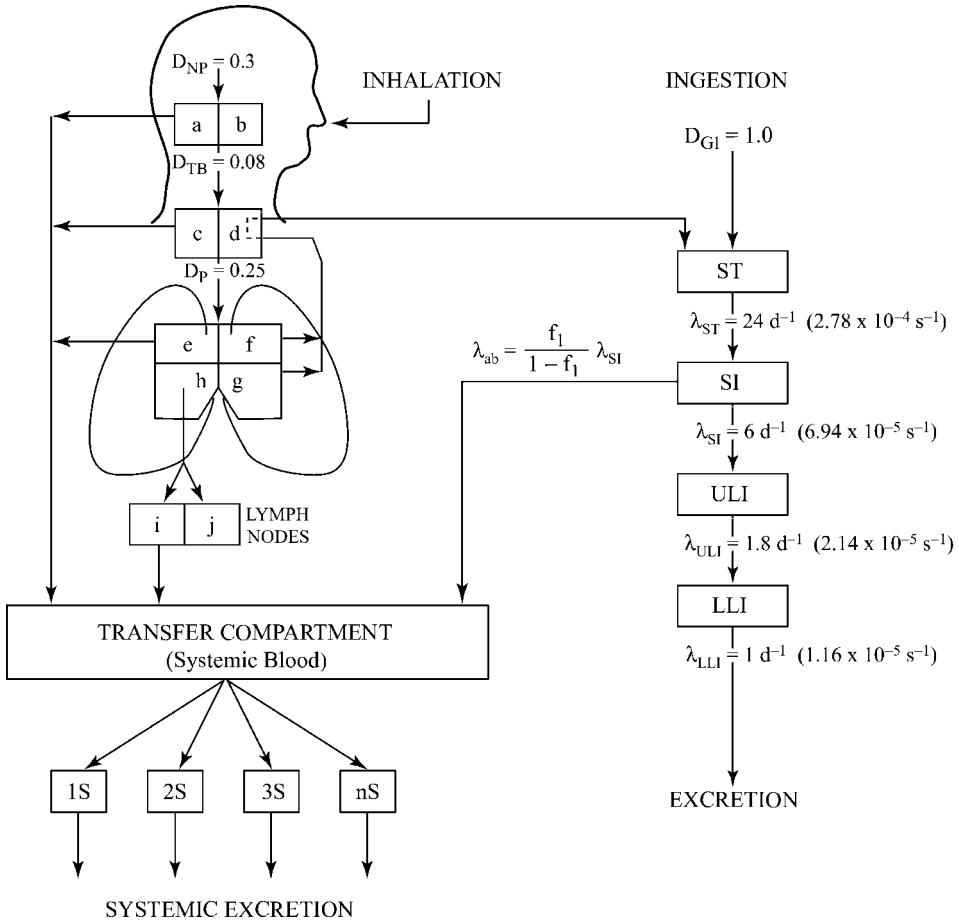 D_NP = 0.3
INHALATION
INGESTION
a b
D_GI = 1.0
D_TB = 0.08
c d
D_P = 0.25
ST
λ_ST = 24 d⁻¹ (2.78 x 10⁻⁴ s⁻¹)
e f
λ_ab = f₁ / 1 – f₁ λ_SI
h g
SI
λ_SI = 6 d⁻¹ (6.94 x 10⁻⁵ s⁻¹)
ULI
i j
LYMPH
NODES
λ_ULI = 1.8 d⁻¹ (2.14 x 10⁻⁵ s⁻¹)
LLI
TRANSFER COMPARTMENT
(Systemic Blood)
λ_LLI = 1 d⁻¹ (1.16 x 10⁻⁵ s⁻¹)
1S 2S 3S nS
EXCRETION
SYSTEMIC EXCRETION